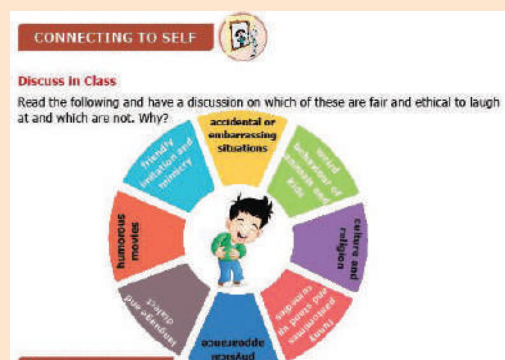 CONNECTING TO SELF
Discuss in Class
Read the following and have a discussion on which of these are fair and ethical to laugh
at and which are not. Why?
accidental or
embarrassing
situations
weird
behaviour of
animals and
kids
culture and
religion
funny
pantomimes
and stand up
comedies
physical
appearance
language and
dialect
humorous
movies
friendly
imitation and
mimicry